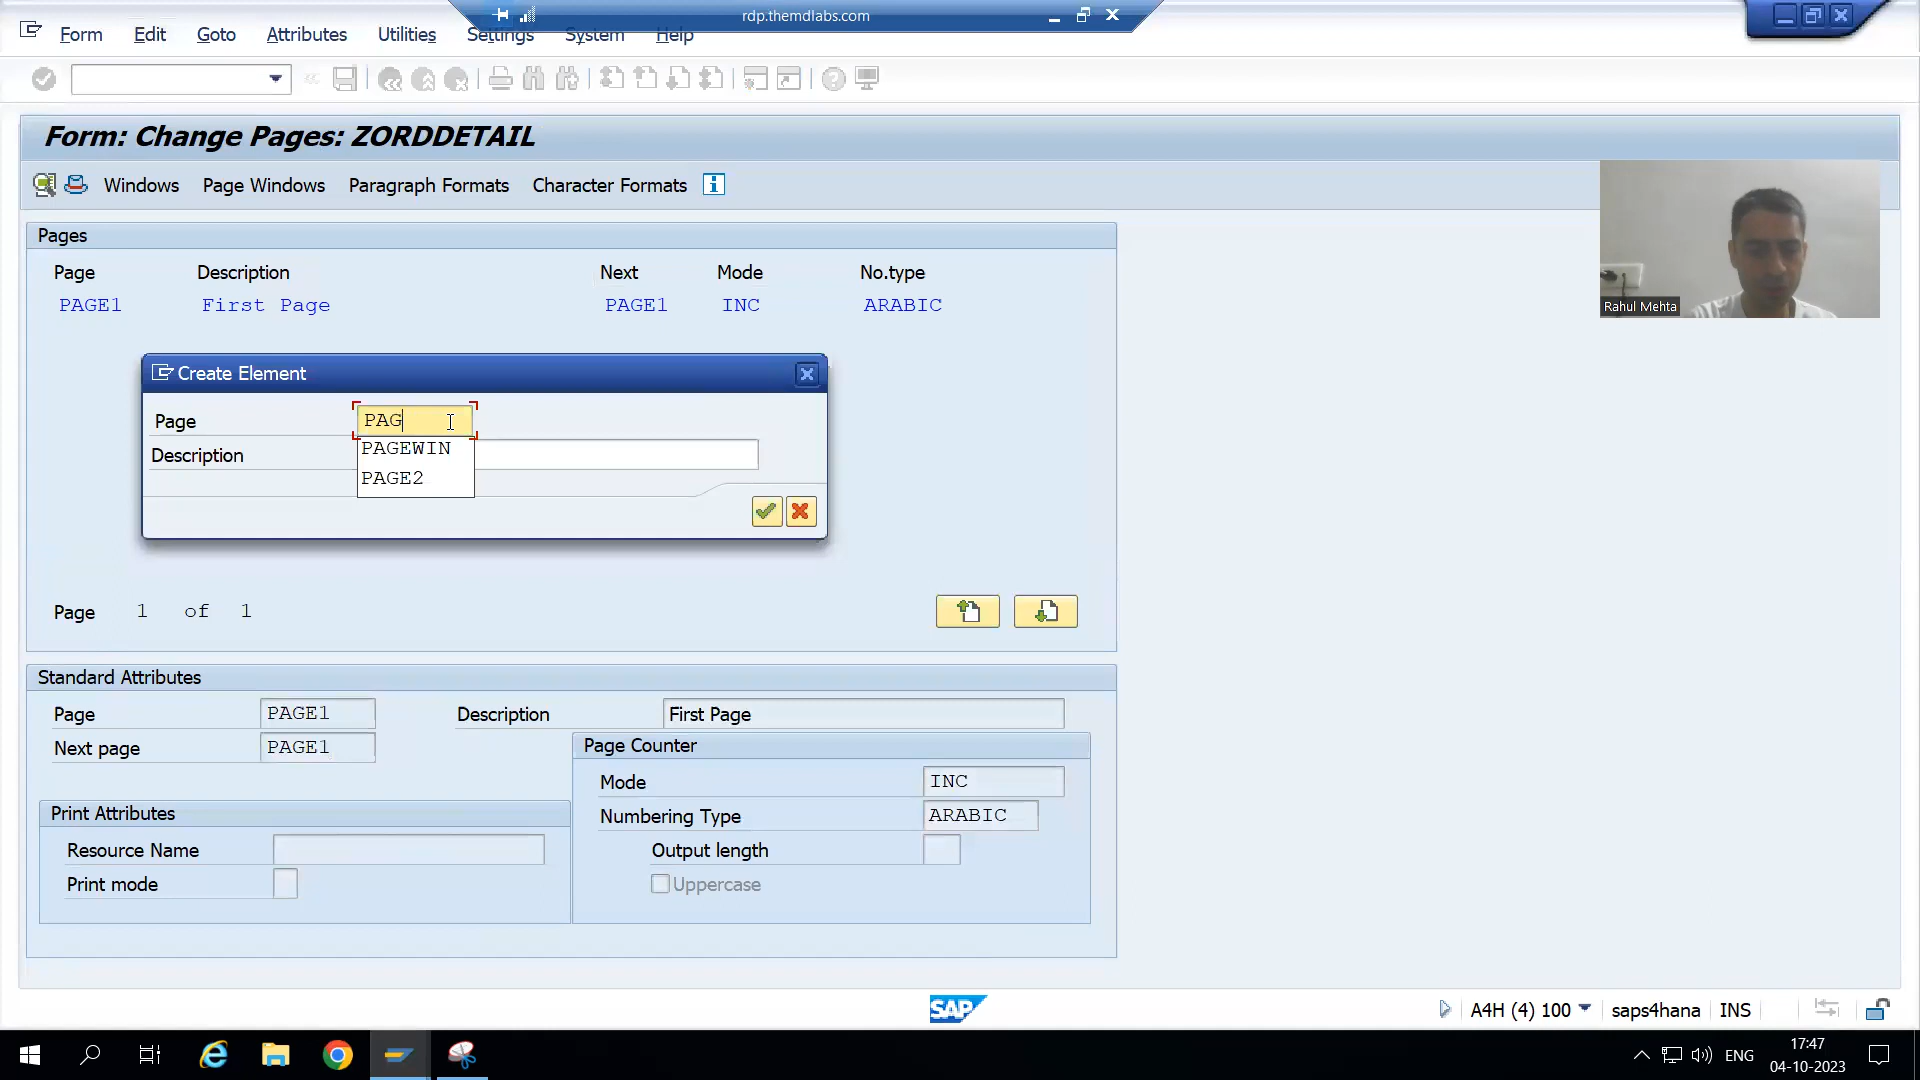 rdp.themdlabs.com
Form Edit Goto Attributes Utilities Settings System Help
Form: Change Pages: ZORDDETAIL
Windows Page Windows Paragraph Formats Character Formats
Pages
Page Description Next Mode No.type
PAGE1 First Page PAGE1 INC ARABIC
Rahul Mehta
Create Element
Page PAG
PAGEWIN
Description
PAGE2
Page 1 of 1
Standard Attributes
Page PAGE1 Description First Page
Next page PAGE1
Page Counter
Mode INC
Print Attributes
Numbering Type ARABIC
Resource Name
Output length
Print mode
Uppercase
SAP
A4H (4) 100 saps4hana INS
ENG
17:47
04-10-2023